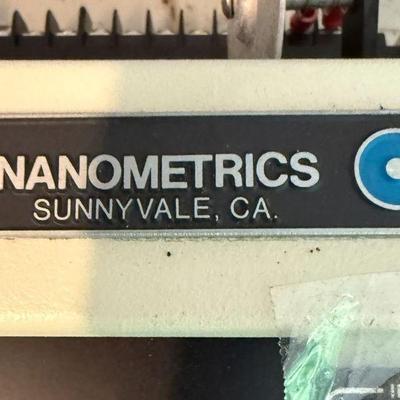 NANOMETRICS
SUNNYVALE, CA.